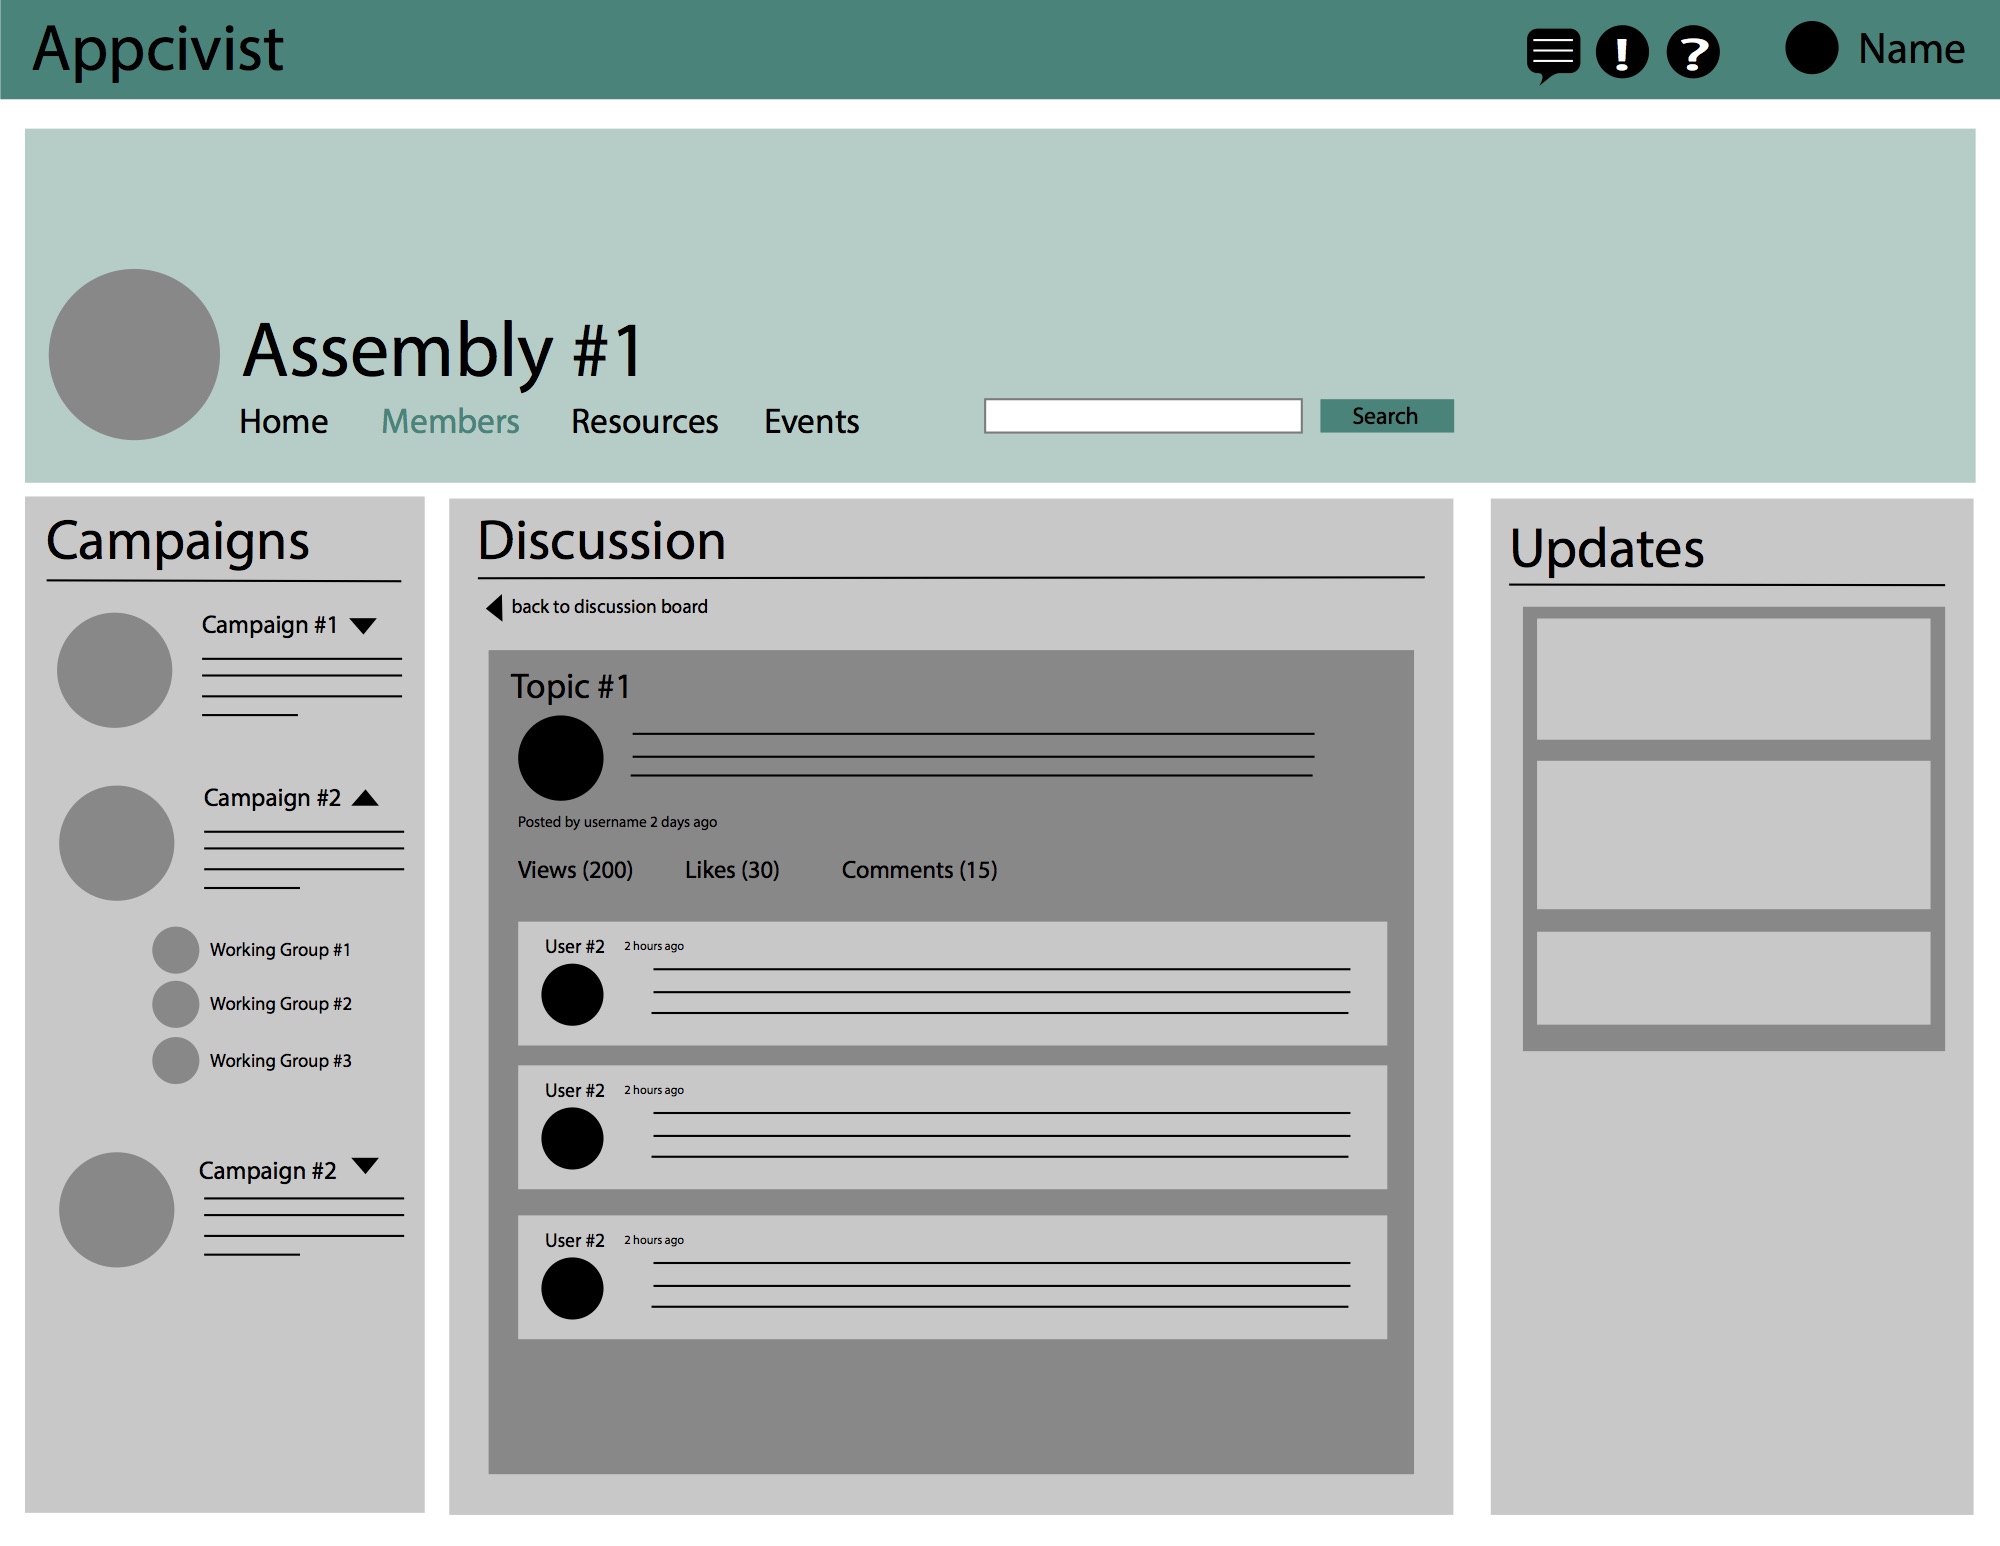 Appcivist
! ? Name
Assembly #1
Home Members Resources Events Search
Campaigns
Campaign #1
Campaign #2
Working Group #1
Working Group #2
Working Group #3
Campaign #2
Discussion
back to discussion board
Topic #1
Posted by username 2 days ago
Views (200) Likes (30) Comments (15)
User #2 2 hours ago
User #2 2 hours ago
User #2 2 hours ago
Updates